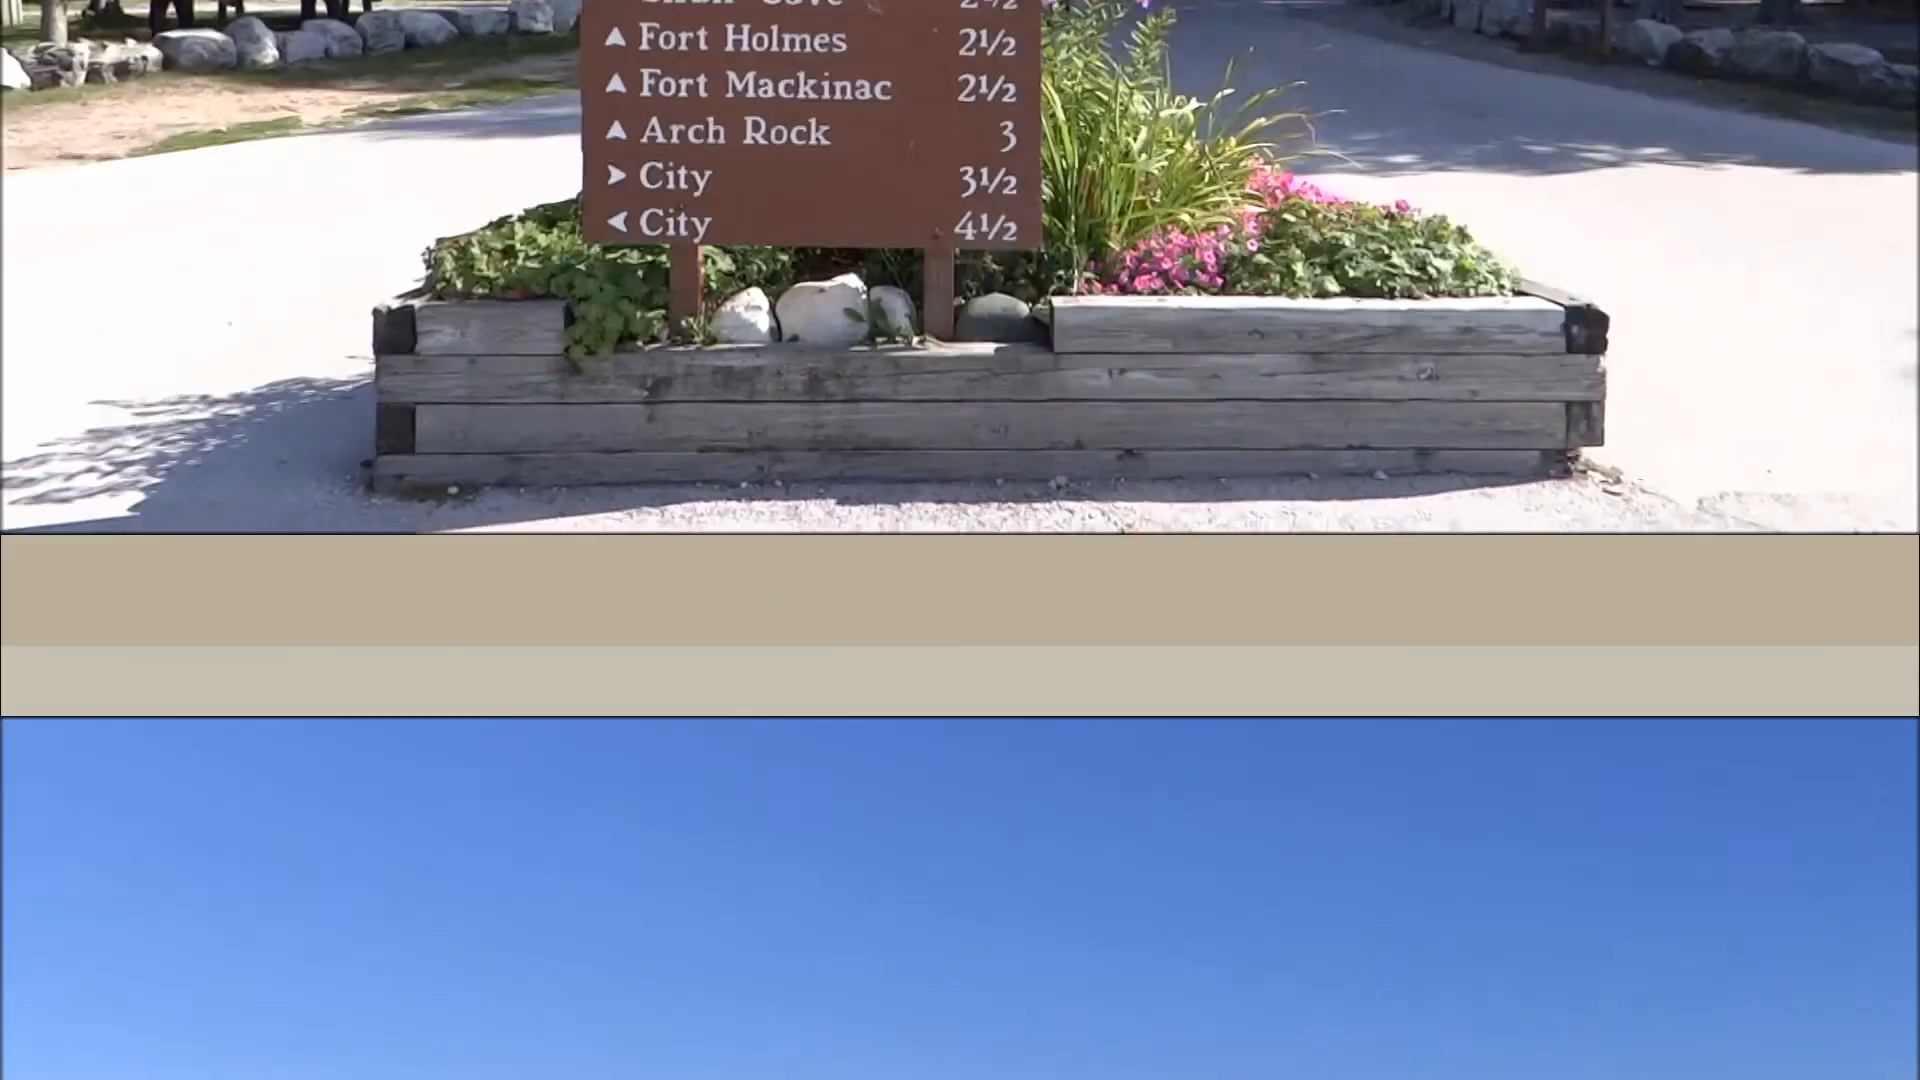 Fort Holmes 2½
Fort Mackinac 2½
Arch Rock 3
City 3½
City 4½